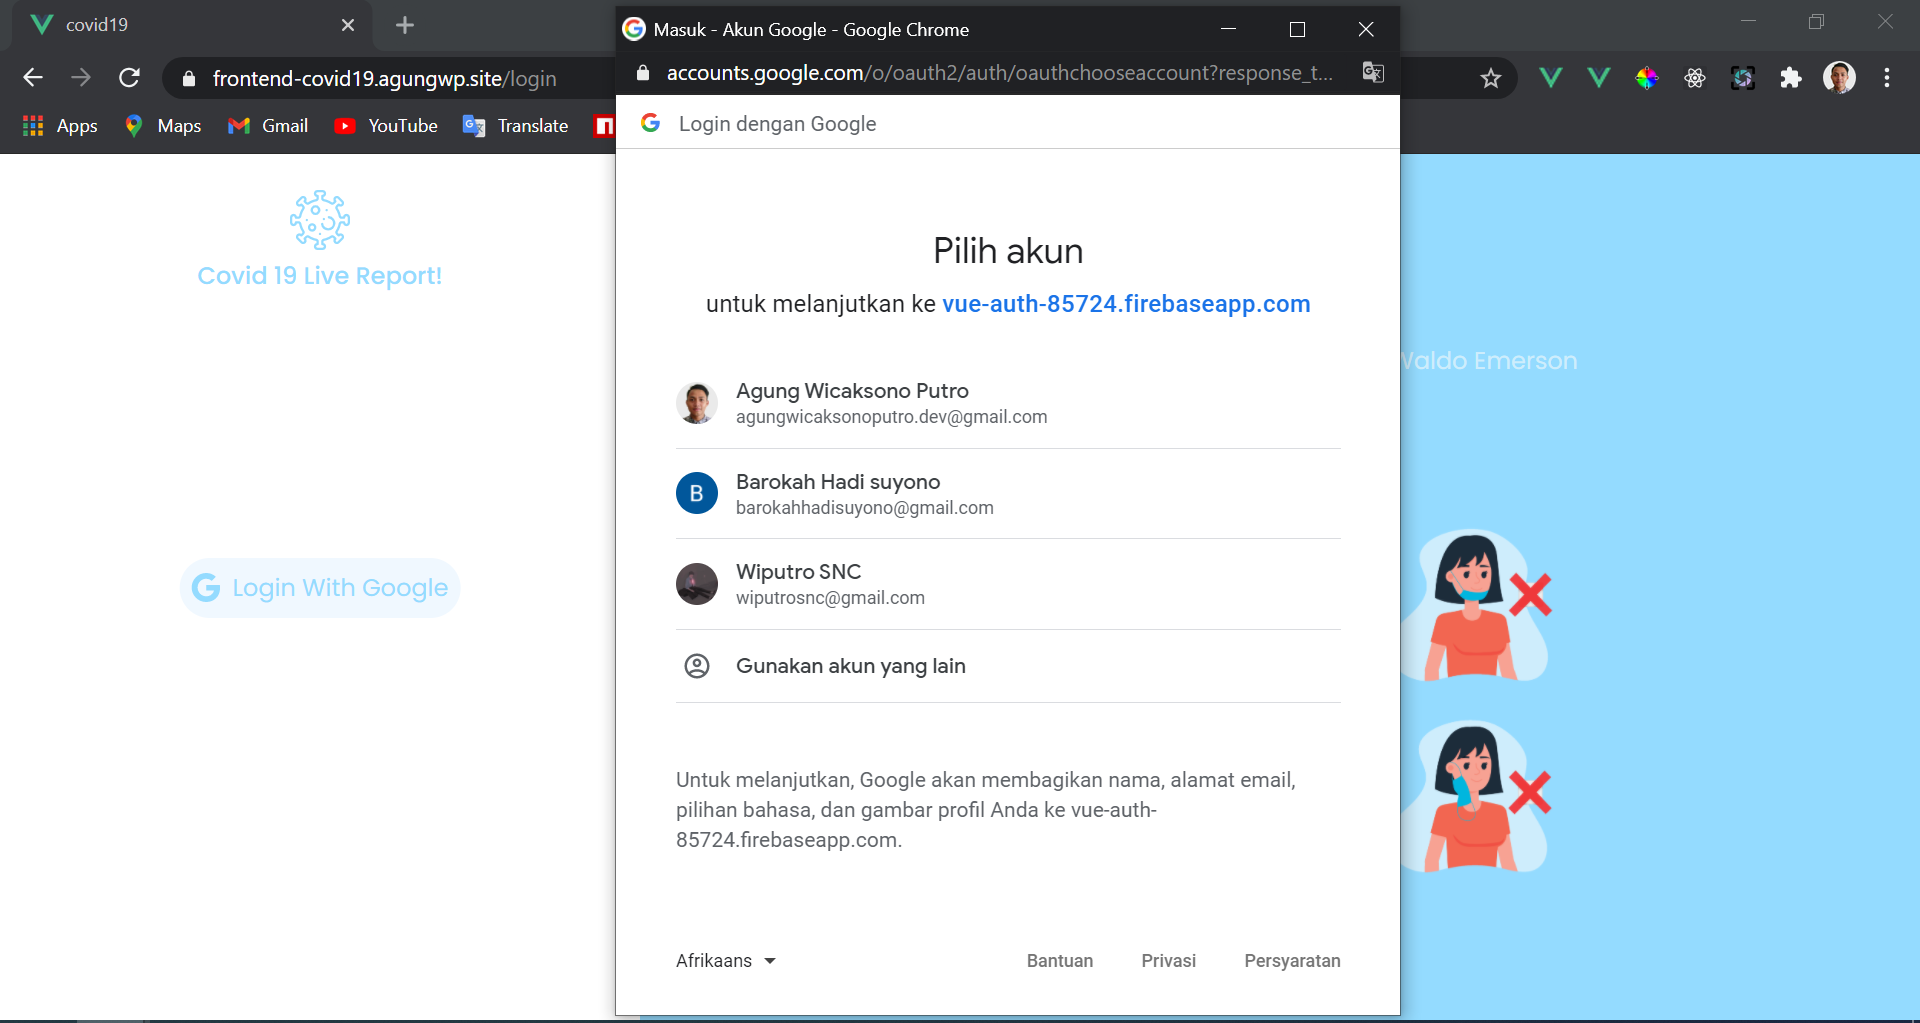 covid19
Masuk - Akun Google - Google Chrome
frontend-covid19.agungwp.site/login
accounts.google.com/o/oauth2/auth/oauthchooseaccount?response_t...
Apps
Maps
Gmail
YouTube
Translate
Login dengan Google
Covid 19 Live Report!
Login With Google
Pilih akun
untuk melanjutkan ke vue-auth-85724.firebaseapp.com
Agung Wicaksono Putro
agungwicaksonoputro.dev@gmail.com
B
Barokah Hadi suyono
barokahhadisuyono@gmail.com
Wiputro SNC
wiputrosnc@gmail.com
Gunakan akun yang lain
Untuk melanjutkan, Google akan membagikan nama, alamat email,
pilihan bahasa, dan gambar profil Anda ke vue-auth-
85724.firebaseapp.com.
Afrikaans
Bantuan
Privasi
Persyaratan
Waldo Emerson